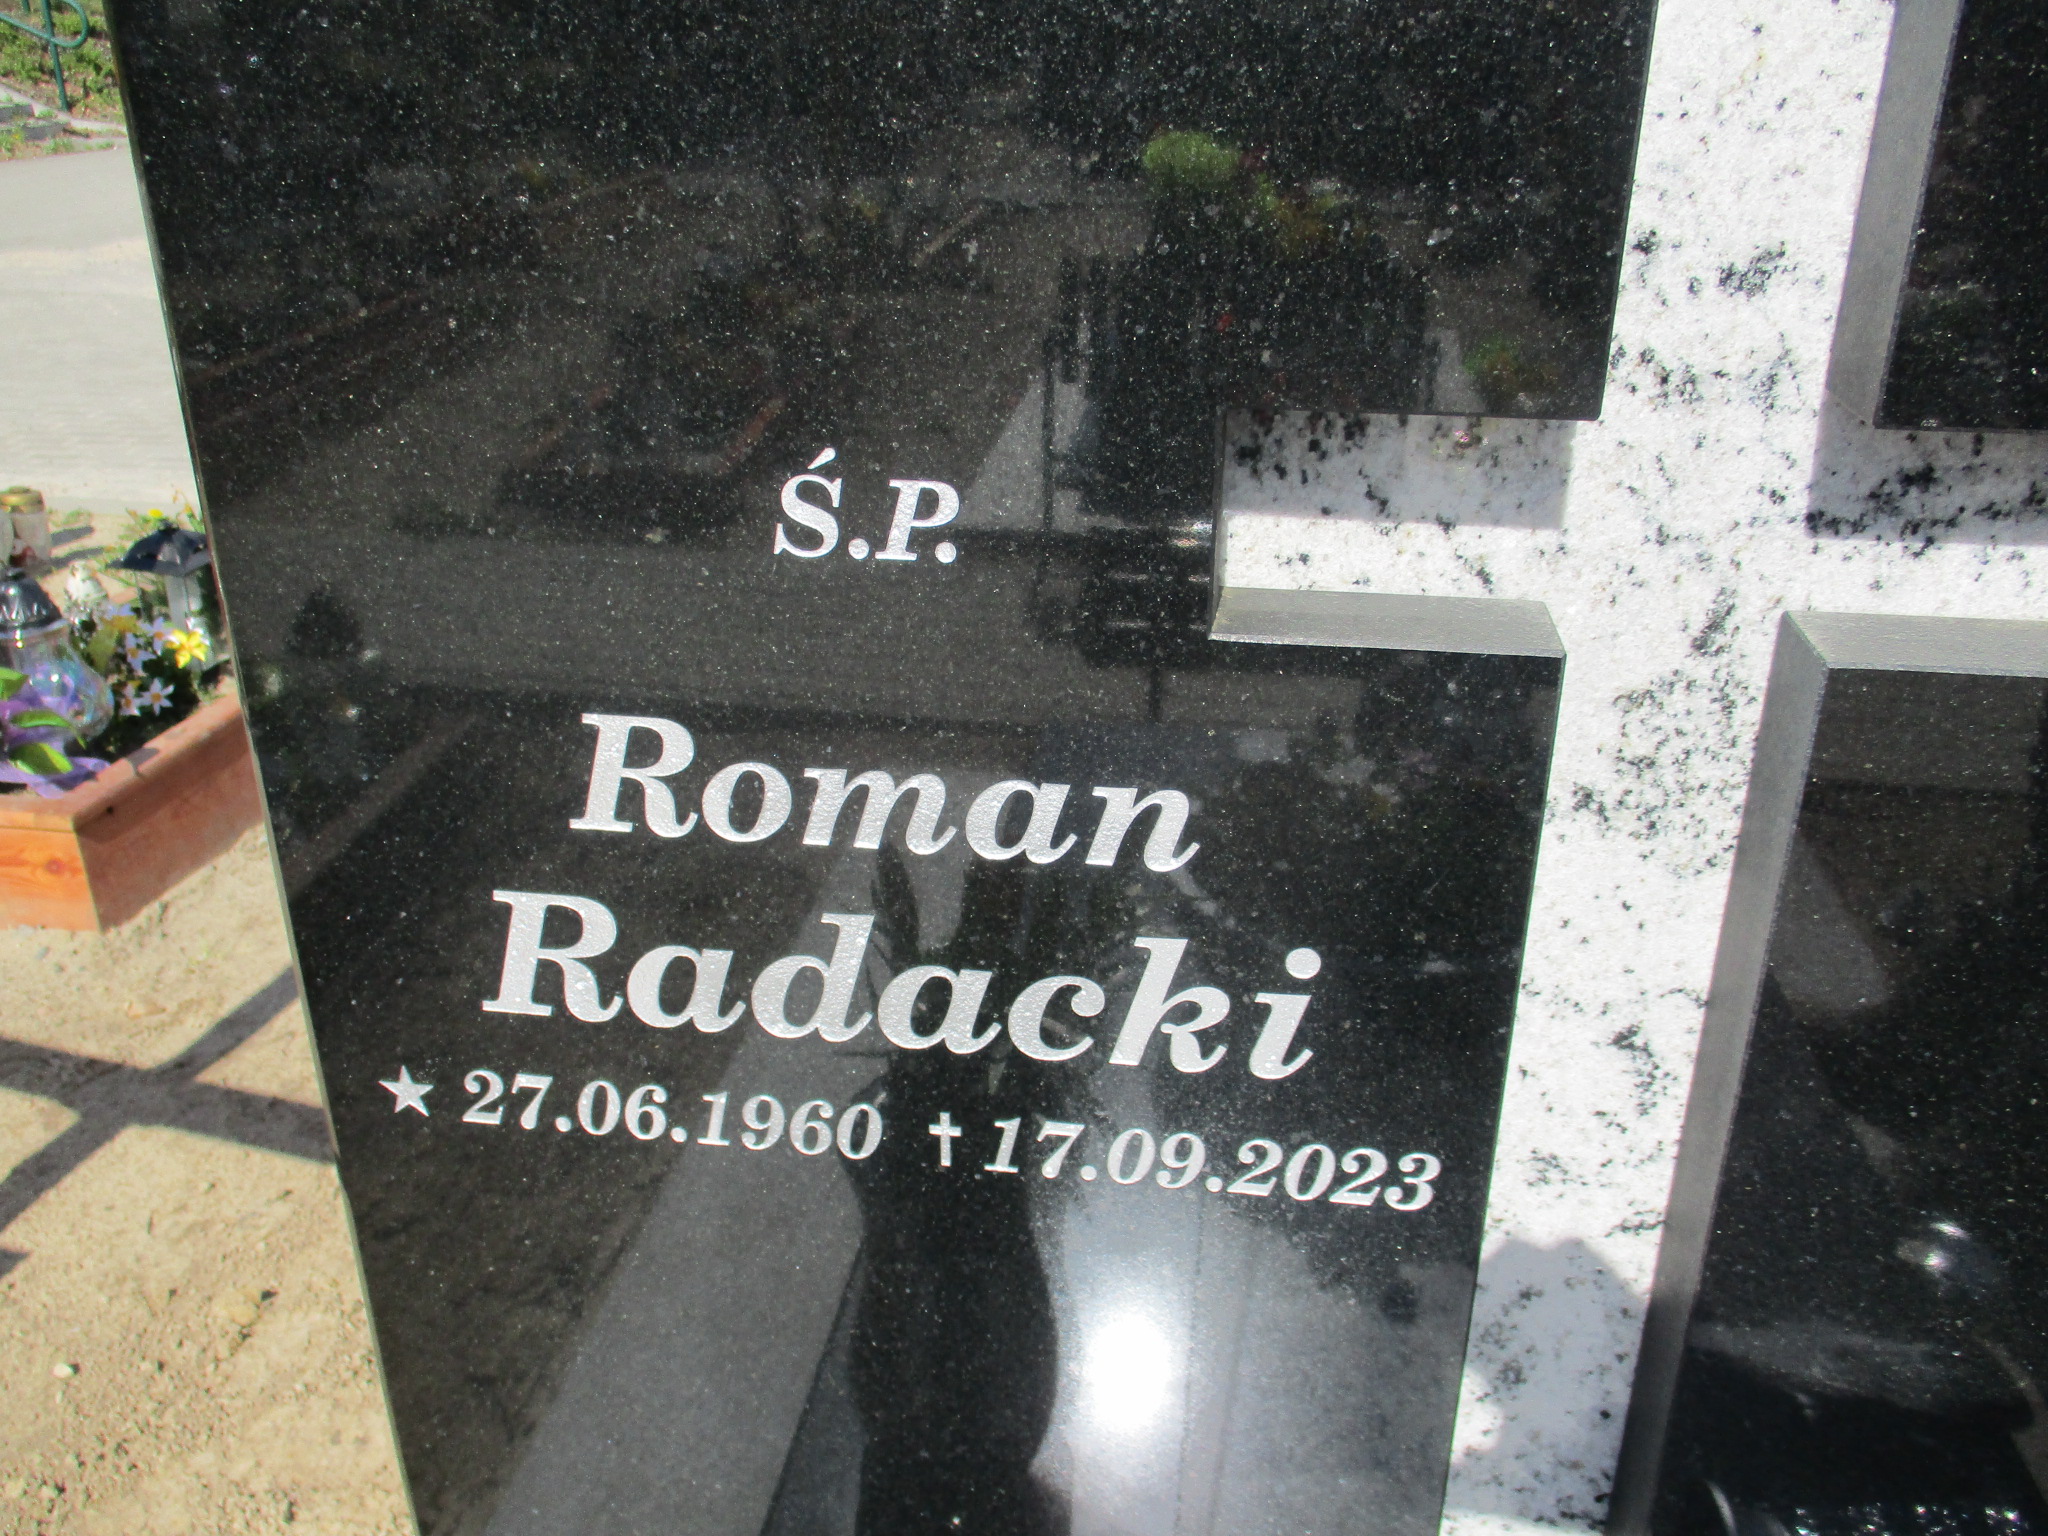 Ś.P.
Roman
Radacki
★ 27.06.1960 ✝ 17.09.2023